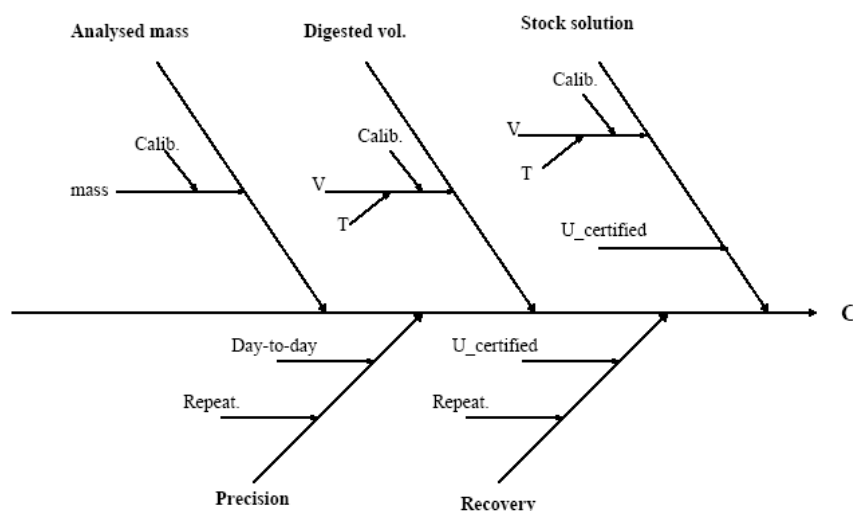 Analysed mass
Digested vol.
Stock solution
Calib.
mass
Calib.
V
T
Calib.
V
T
U_certified
C
Day-to-day
Repeat.
Precision
U_certified
Repeat.
Recovery